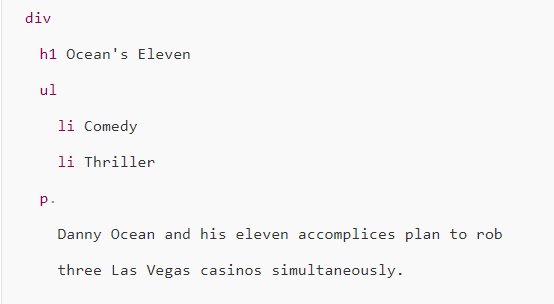 div
  h1 Ocean's Eleven
  ul
    li Comedy
    li Thriller
  p.
    Danny Ocean and his eleven accomplices plan to rob
    three Las Vegas casinos simultaneously.